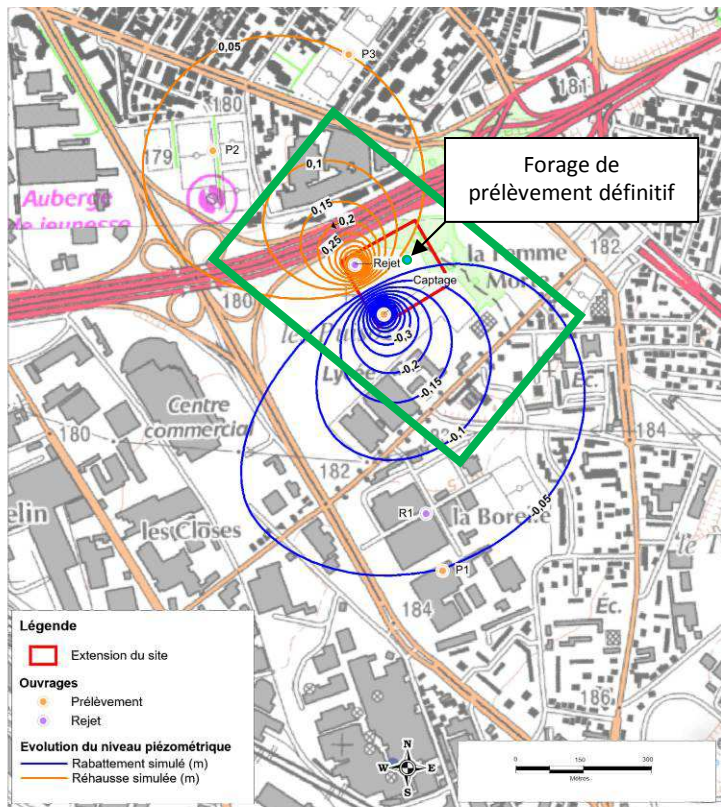 0,05
P3
181
180
Forage de
prélèvement définitif
0,1
179
P2
Auberge
de jeunesse
0,15
0,2
0,25
Rejet
la Femme
Morte
182
Captage
180
-0,3
Lycée
-0,2
Éc.
-0,15
Centre
commercial
-0,1
180
184
182
-0,05
R1
la Boreite
elin
les Closes
P1
184
Éc.
186
Légende
Extension du site
Ouvrages
Prélèvement
Rejet
Evolution du niveau piézométrique
Rabattement simulé (m)
Réhausse simulée (m)
N
W E
S
0 150 300
Mètres